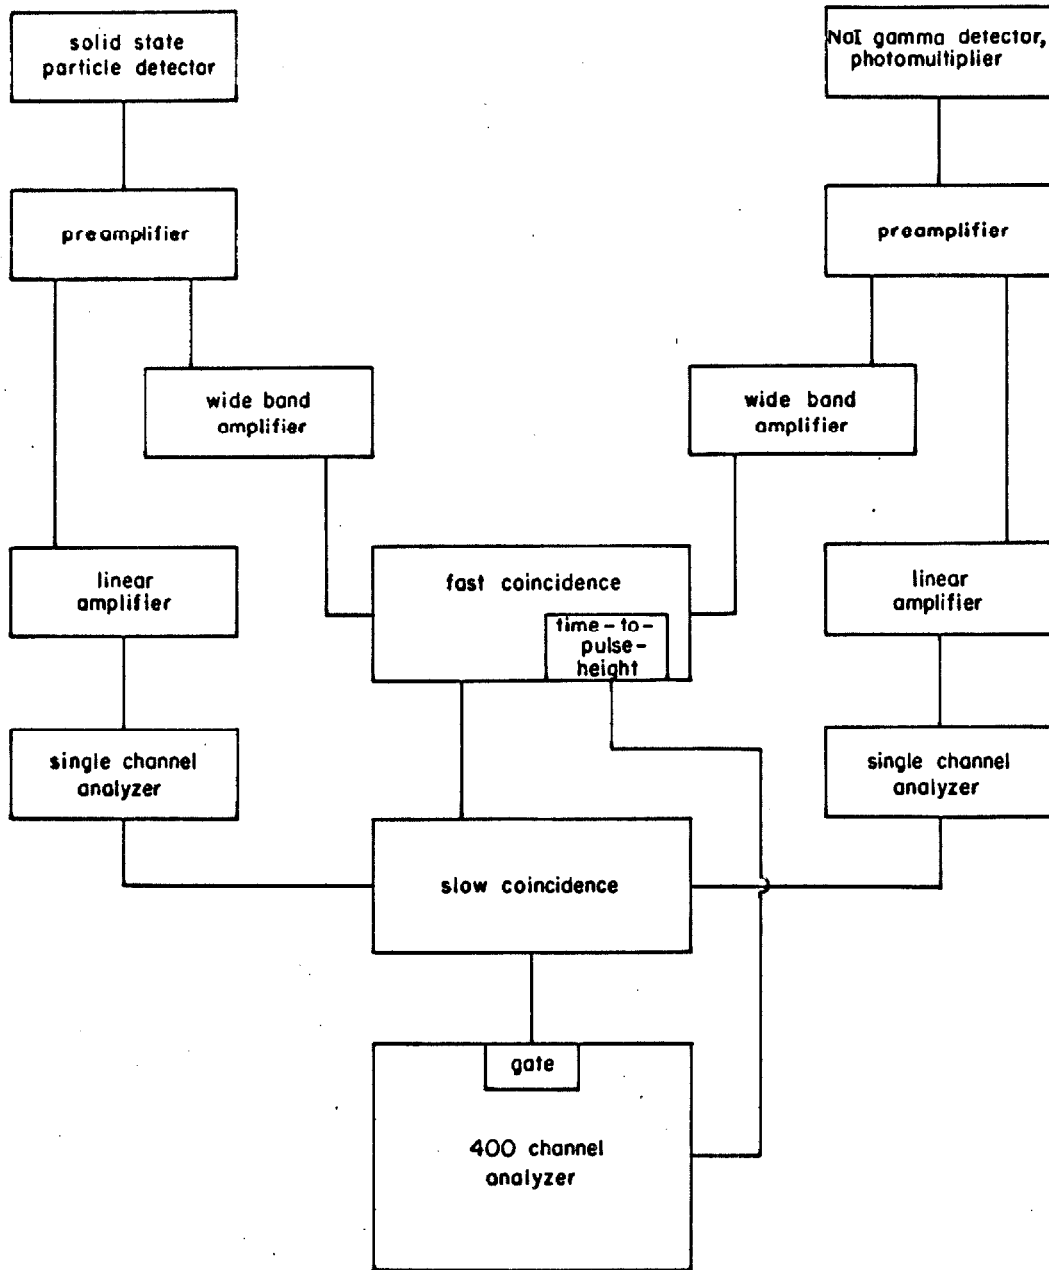 solid state
particle detector
NaI gamma detector,
photomultiplier
preamplifier
preamplifier
wide band
amplifier
wide band
amplifier
linear
amplifier
fast coincidence
time-to-
pulse-
height
linear
amplifier
single channel
analyzer
single channel
analyzer
slow coincidence
gate
400 channel
analyzer